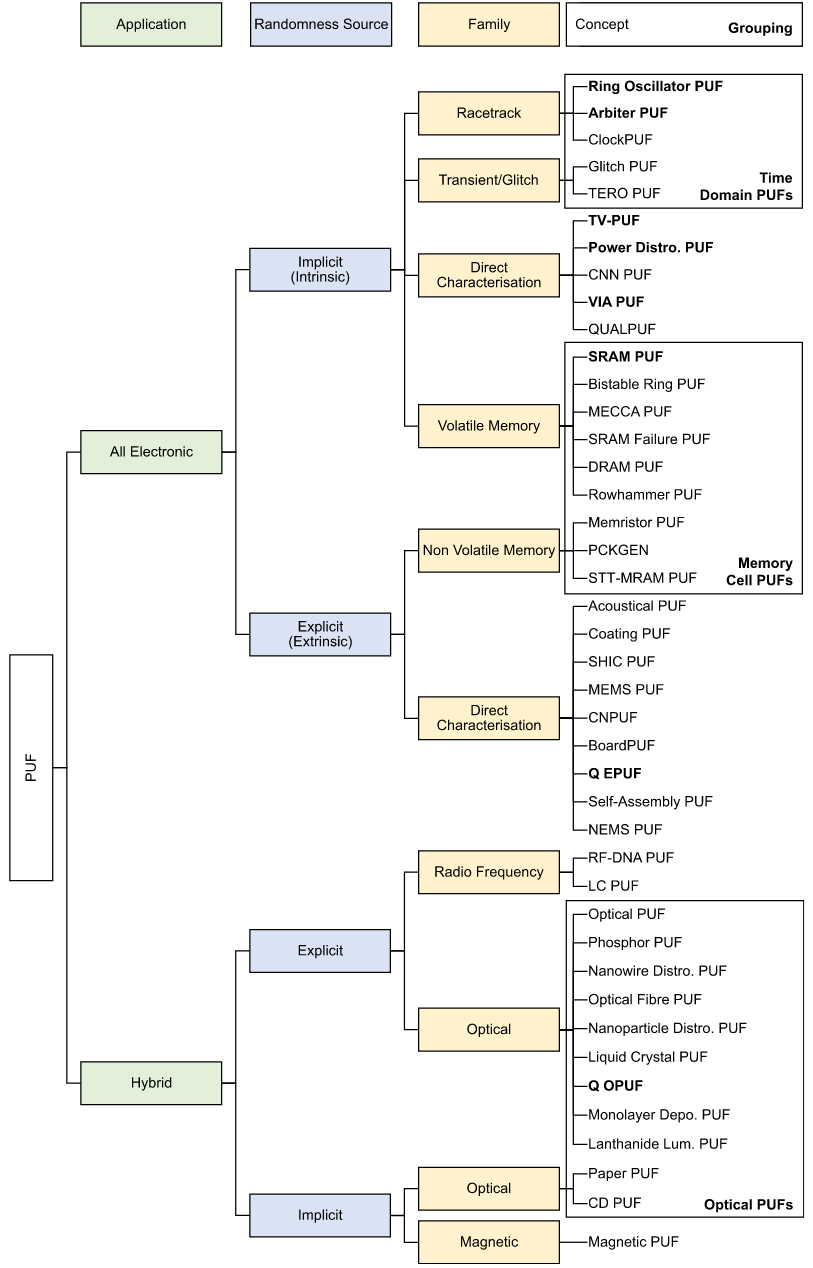 Application
Randomness Source
Family
Concept
Grouping
Racetrack
Ring Oscillator PUF
Arbiter PUF
ClockPUF
Transient/Glitch
Glitch PUF
TERO PUF
Time
Domain PUFs
Implicit
(Intrinsic)
Direct
Characterisation
TV-PUF
Power Distro. PUF
CNN PUF
VIA PUF
QUALPUF
All Electronic
Volatile Memory
SRAM PUF
Bistable Ring PUF
MECCA PUF
SRAM Failure PUF
DRAM PUF
Rowhammer PUF
Non Volatile Memory
Memristor PUF
PCKGEN
STT-MRAM PUF
Memory
Cell PUFs
Explicit
(Extrinsic)
Direct
Characterisation
Acoustical PUF
Coating PUF
SHIC PUF
MEMS PUF
CNPUF
BoardPUF
Q EPUF
Self-Assembly PUF
NEMS PUF
PUF
Radio Frequency
RF-DNA PUF
LC PUF
Explicit
Optical
Optical PUF
Phosphor PUF
Nanowire Distro. PUF
Optical Fibre PUF
Nanoparticle Distro. PUF
Liquid Crystal PUF
Q OPUF
Monolayer Depo. PUF
Lanthanide Lum. PUF
Hybrid
Implicit
Optical
Paper PUF
CD PUF
Optical PUFs
Magnetic
Magnetic PUF